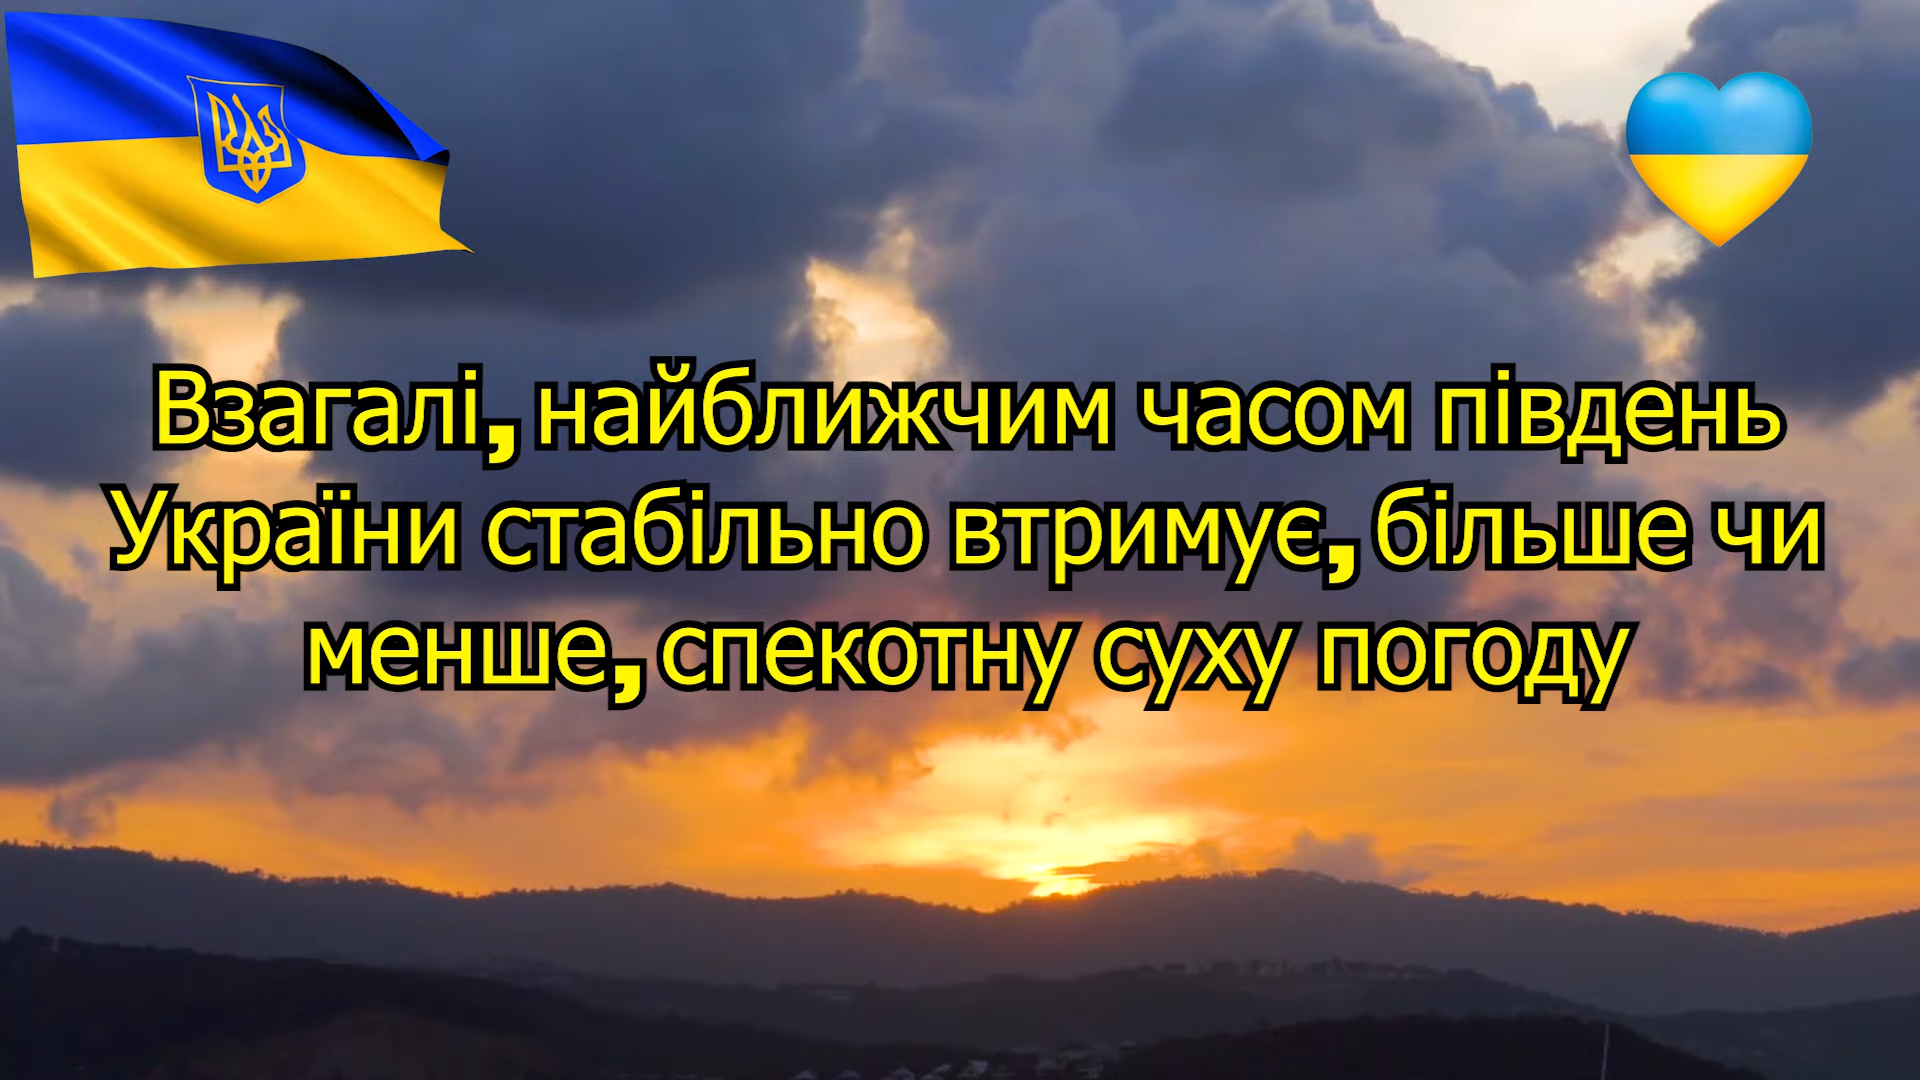 Взагалі, найближчим часом південь
України стабільно втримує, більше чи
менше, спекотну суху погоду